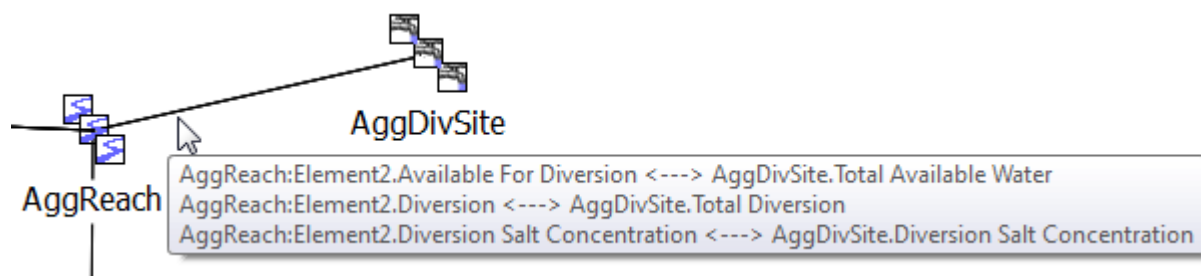 AggDivSite
AggReach
AggReach:Element2.Available For Diversion <---> AggDivSite.Total Available Water
AggReach:Element2.Diversion <---> AggDivSite.Total Diversion
AggReach:Element2.Diversion Salt Concentration <---> AggDivSite.Diversion Salt Concentration